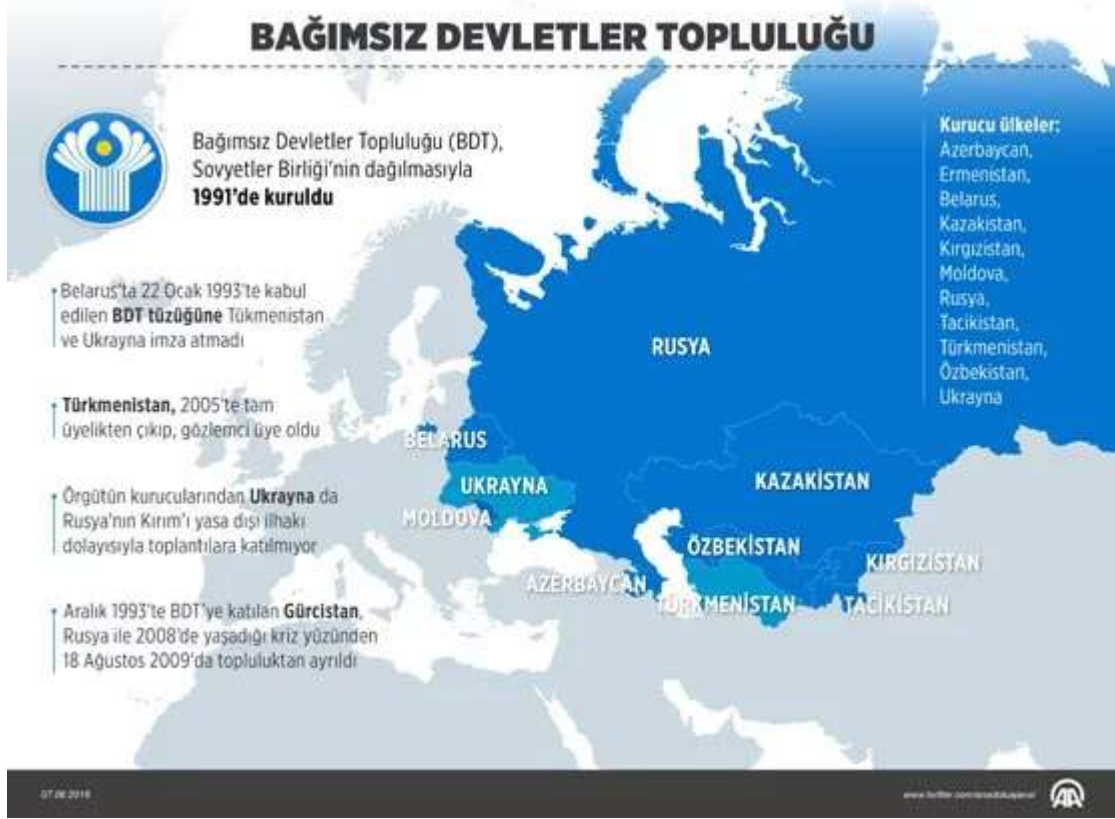 BAĞIMSIZ DEVLETLER TOPLULUĞU
Bağımsız Devletler Topluluğu (BDT),
Sovyetler Birliği'nin dağılmasıyla
1991'de kuruldu
Belarus'ta 22 Ocak 1993'te kabul
edilen BDT tüzüğüne Tükmenistan
ve Ukrayna imza atmadı
Türkmenistan, 2005'te tam
üyelikten çıkıp, gözlemci üye oldu
Örgütün kurucularından Ukrayna da
Rusya'nın Kırım'ı yasa dışı ilhakı
dolayısıyla toplantılara katılmıyor
Aralık 1993'te BDT'ye katılan Gürcistan,
Rusya ile 2008'de yaşadığı kriz yüzünden
18 Ağustos 2009'da topluluktan ayrıldı
Kurucu ülkeler:
Azerbaycan,
Ermenistan,
Belarus,
Kazakistan,
Kırgızistan,
Moldova,
Rusya,
Tacikistan,
Türkmenistan,
Özbekistan,
Ukrayna
RUSYA
BELARUS
UKRAYNA
MOLDOVA
KAZAKİSTAN
ÖZBEKİSTAN
KIRGIZİSTAN
AZERBAYCAN
TÜRKMENİSTAN
TACİKİSTAN
AA